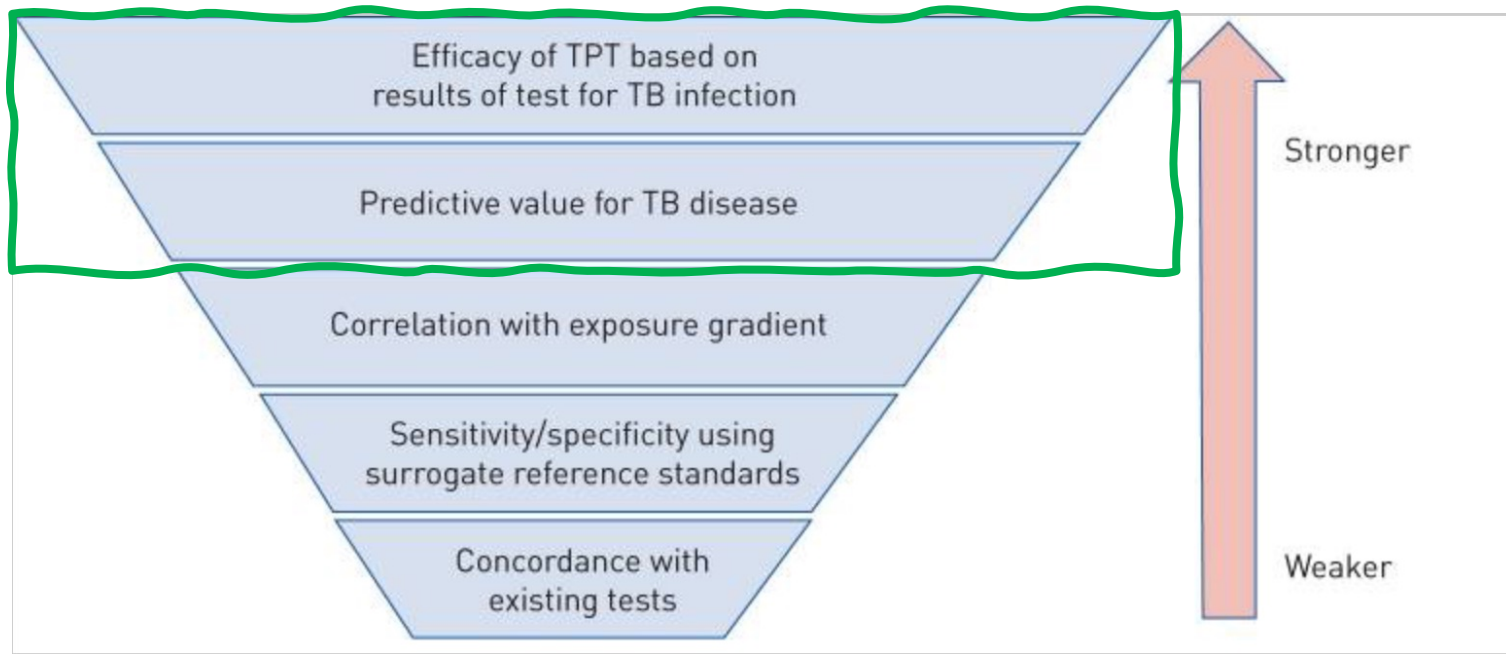 Efficacy of TPT based on
results of test for TB infection
Stronger
Predictive value for TB disease
Correlation with exposure gradient
Sensitivity/specificity using
surrogate reference standards
Concordance with
existing tests
Weaker